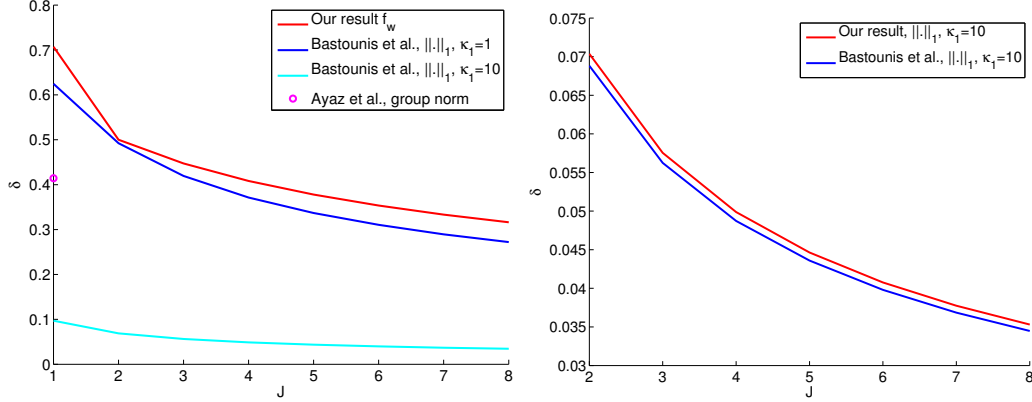 Our result f_w
Bastounis et al., ||.||_1, κ_1=1
Bastounis et al., ||.||_1, κ_1=10
Ayaz et al., group norm
0.8
0.7
0.6
0.5
0.4
0.3
0.2
0.1
0
δ
1 2 3 4 5 6 7 8
J
Our result, ||.||_1, κ_1=10
Bastounis et al., ||.||_1, κ_1=10
0.075
0.07
0.065
0.06
0.055
0.05
0.045
0.04
0.035
0.03
δ
2 3 4 5 6 7 8
J